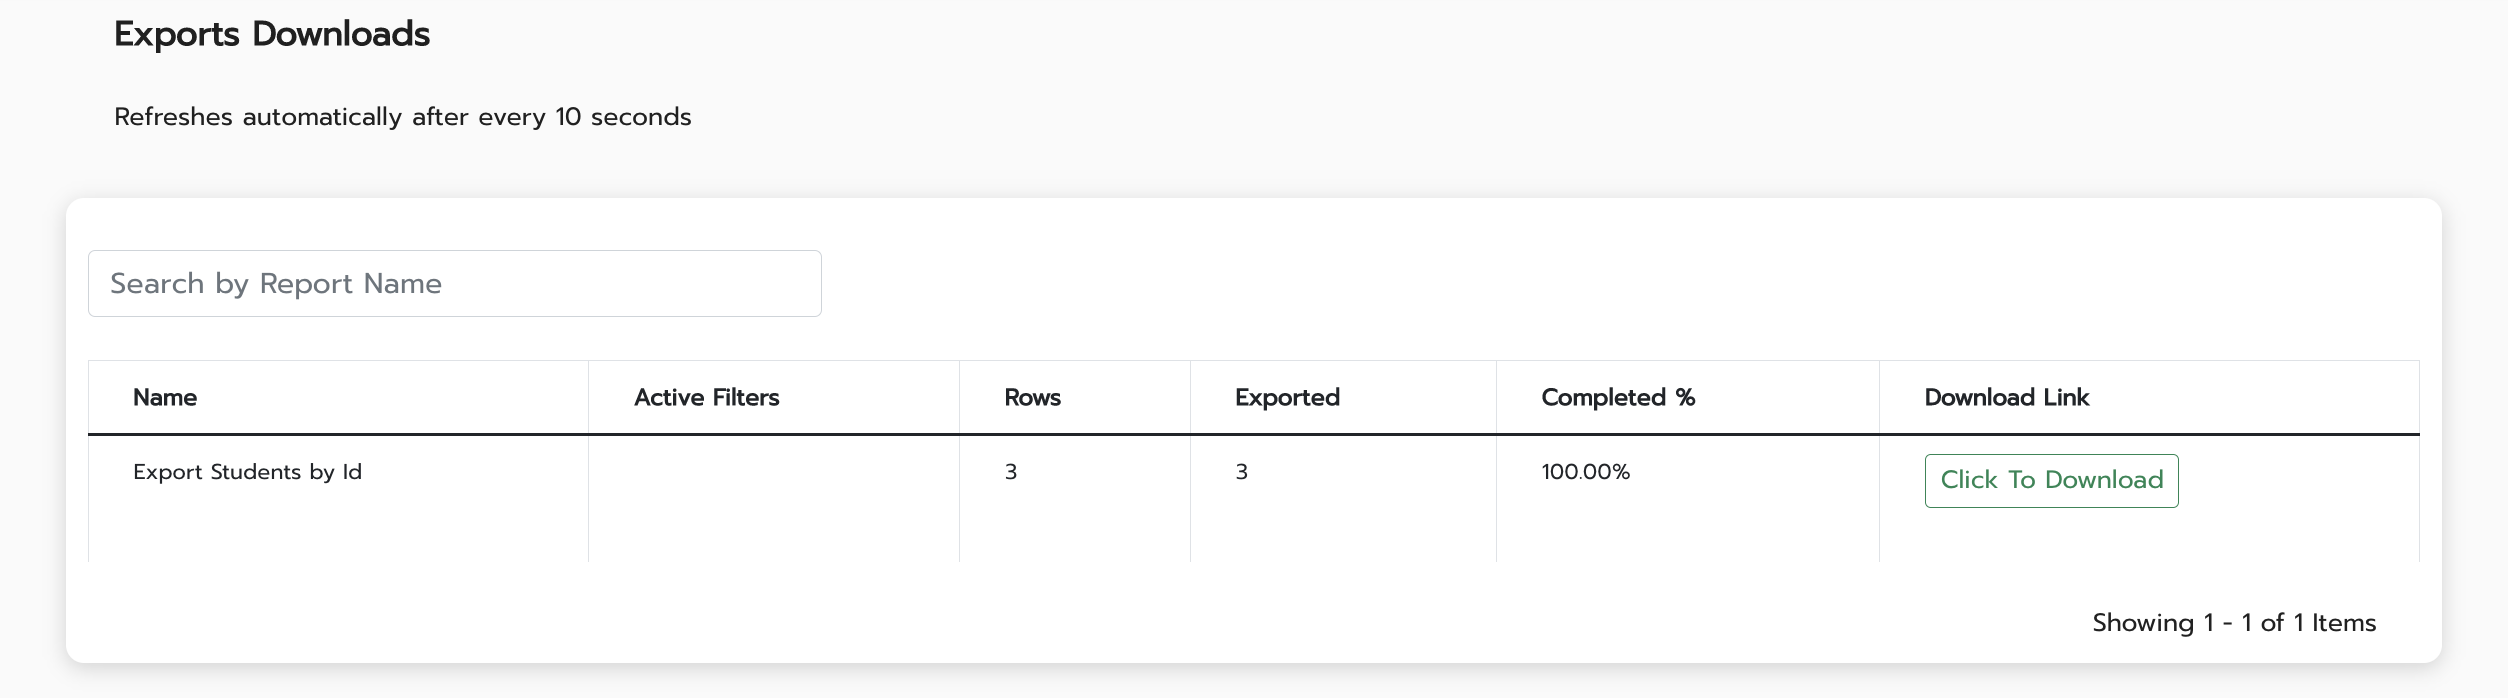 Exports Downloads
Refreshes automatically after every 10 seconds
Search by Report Name
Name Active Filters Rows Exported Completed % Download Link
Export Students by Id 3 3 100.00% Click To Download
Showing 1 - 1 of 1 Items